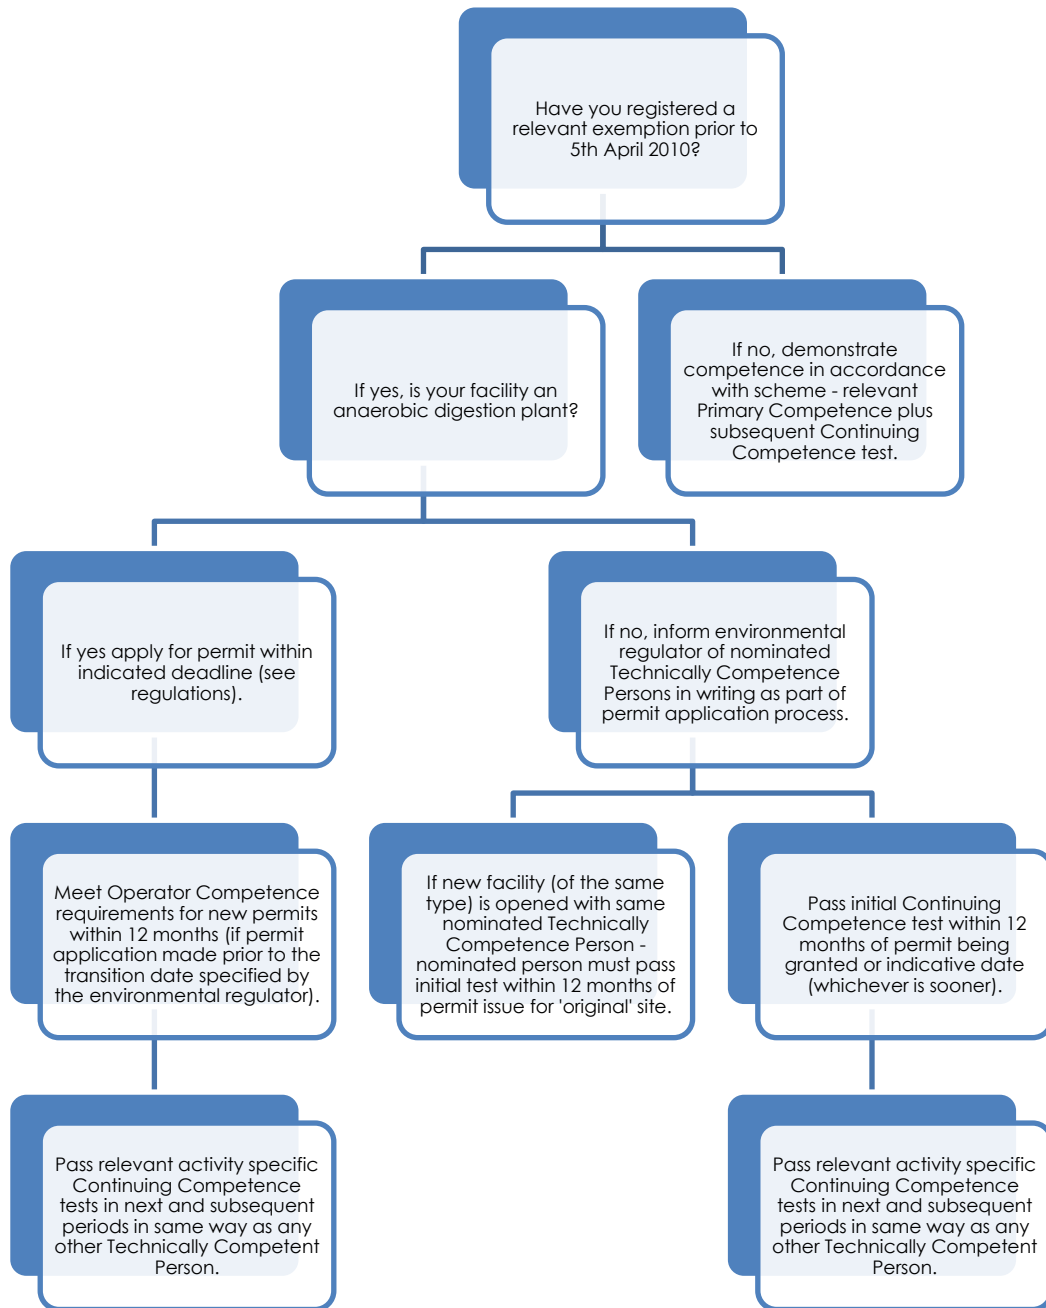 Have you registered a
relevant exemption prior to
5th April 2010?
If yes, is your facility an
anaerobic digestion plant?
If no, demonstrate
competence in accordance
with scheme - relevant
Primary Competence plus
subsequent Continuing
Competence test.
If yes apply for permit within
indicated deadline (see
regulations).
If no, inform environmental
regulator of nominated
Technically Competence
Persons in writing as part of
permit application process.
Meet Operator Competence
requirements for new permits
within 12 months (if permit
application made prior to the
transition date specified by
the environmental regulator).
If new facility (of the same
type) is opened with same
nominated Technically
Competence Person -
nominated person must pass
initial test within 12 months of
permit issue for 'original' site.
Pass initial Continuing
Competence test within 12
months of permit being
granted or indicative date
(whichever is sooner).
Pass relevant activity specific
Continuing Competence
tests in next and subsequent
periods in same way as any
other Technically Competent
Person.
Pass relevant activity specific
Continuing Competence
tests in next and subsequent
periods in same way as any
other Technically Competent
Person.